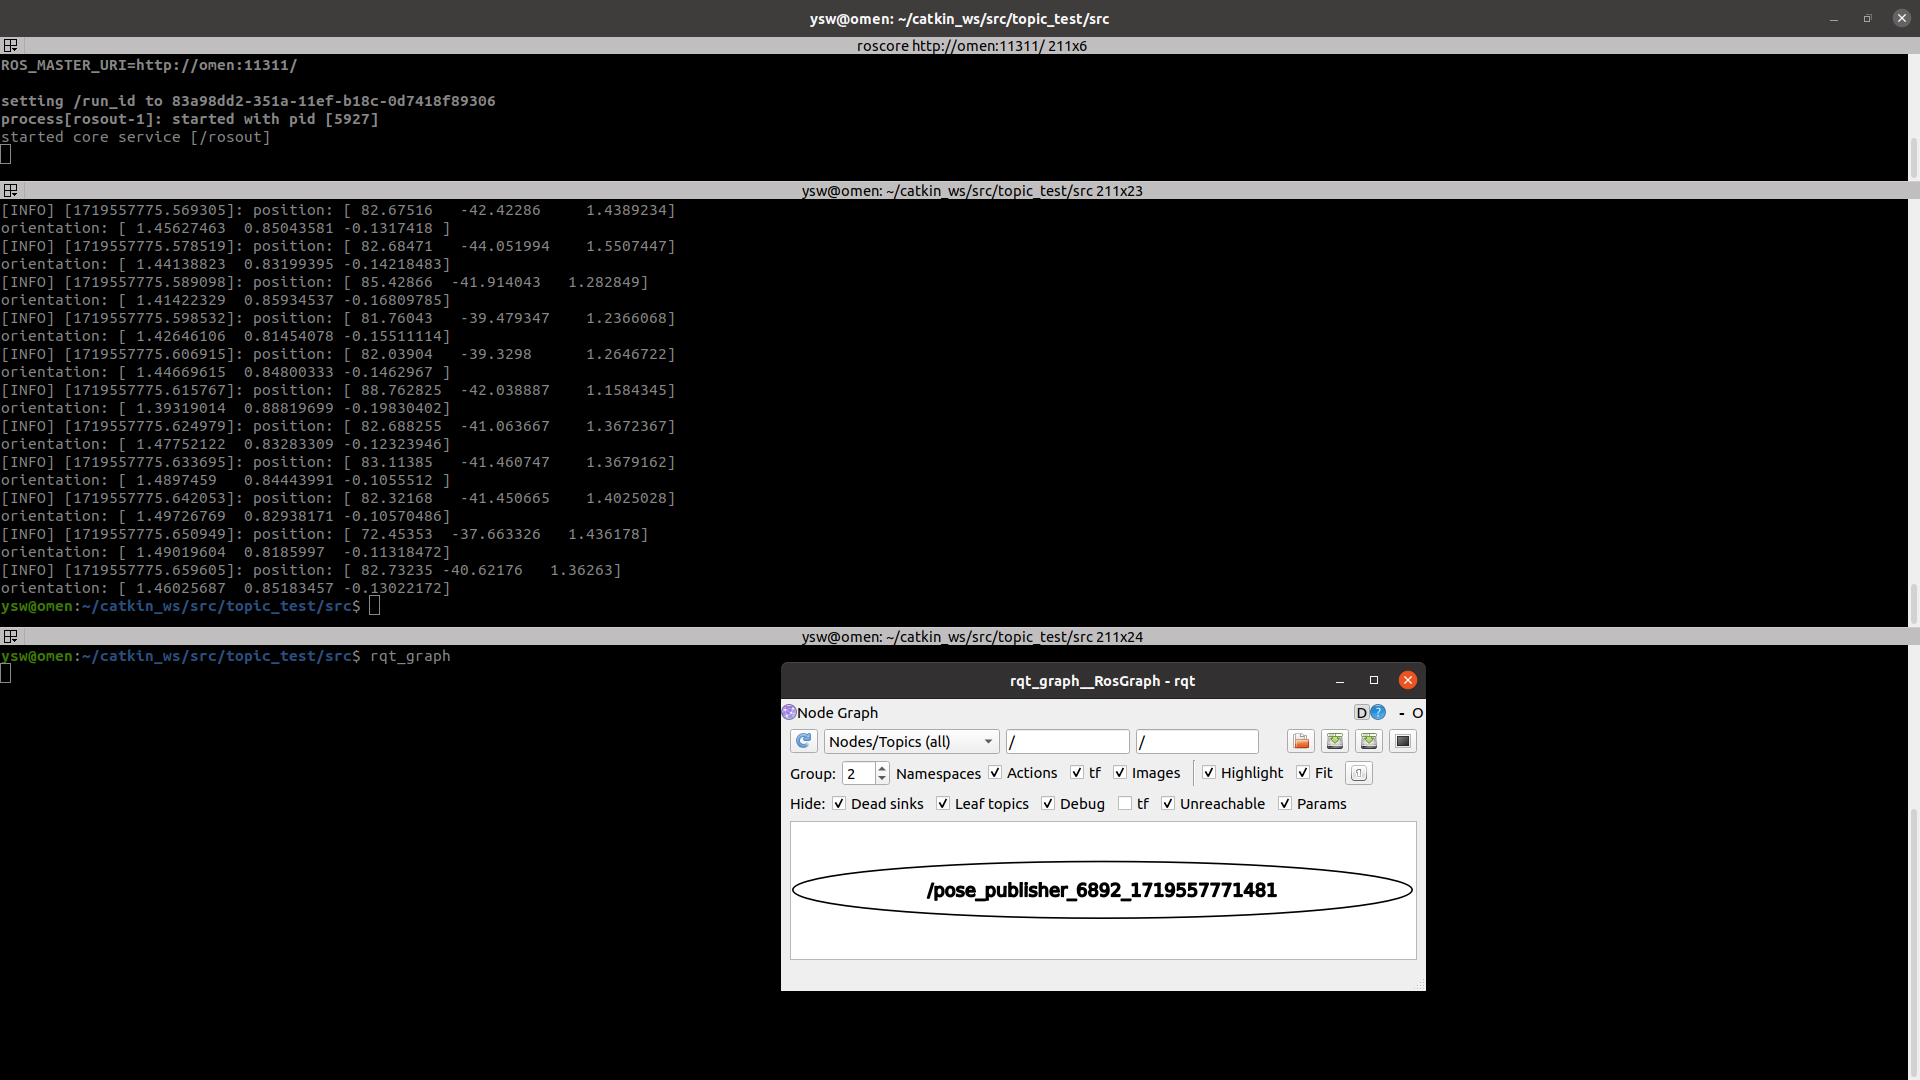 ysw@omen: ~/catkin_ws/src/topic_test/src
roscore http://omen:11311/ 211x6
ROS_MASTER_URI=http://omen:11311/
setting /run_id to 83a98dd2-351a-11ef-b18c-0d7418f89306
process[rosout-1]: started with pid [5927]
started core service [/rosout]
ysw@omen: ~/catkin_ws/src/topic_test/src 211x23
[INFO] [1719557775.569305]: position: [ 82.67516   -42.42286     1.4389234]
orientation: [ 1.45627463  0.85043581 -0.1317418 ]
[INFO] [1719557775.578519]: position: [ 82.68471   -44.051994    1.5507447]
orientation: [ 1.44138823  0.83199395 -0.14218483]
[INFO] [1719557775.589098]: position: [ 85.42866  -41.914043   1.282849]
orientation: [ 1.41422329  0.85934537 -0.16809785]
[INFO] [1719557775.598532]: position: [ 81.76043   -39.479347    1.2366068]
orientation: [ 1.42646106  0.81454078 -0.15511114]
[INFO] [1719557775.606915]: position: [ 82.03904   -39.3298      1.2646722]
orientation: [ 1.44669615  0.84800333 -0.1462967 ]
[INFO] [1719557775.615767]: position: [ 88.762825  -42.038887    1.1584345]
orientation: [ 1.39319014  0.88819699 -0.19830402]
[INFO] [1719557775.624979]: position: [ 82.688255  -41.063667    1.3672367]
orientation: [ 1.47752122  0.83283309 -0.12323946]
[INFO] [1719557775.633695]: position: [ 83.11385   -41.460747    1.3679162]
orientation: [ 1.4897459   0.84443991 -0.1055512 ]
[INFO] [1719557775.642053]: position: [ 82.32168   -41.450665    1.4025028]
orientation: [ 1.49726769  0.82938171 -0.10570486]
[INFO] [1719557775.650949]: position: [ 72.45353  -37.663326   1.436178]
orientation: [ 1.49019604  0.8185997  -0.11318472]
[INFO] [1719557775.659605]: position: [ 82.73235 -40.62176   1.36263]
orientation: [ 1.46025687  0.85183457 -0.13022172]
ysw@omen:~/catkin_ws/src/topic_test/src$
ysw@omen: ~/catkin_ws/src/topic_test/src 211x24
ysw@omen:~/catkin_ws/src/topic_test/src$ rqt_graph
rqt_graph__RosGraph - rqt
Node Graph D ? - O
Nodes/Topics (all) / /
Group: 2 Namespaces Actions tf Images Highlight Fit
Hide: Dead sinks Leaf topics Debug tf Unreachable Params
/pose_publisher_6892_1719557771481